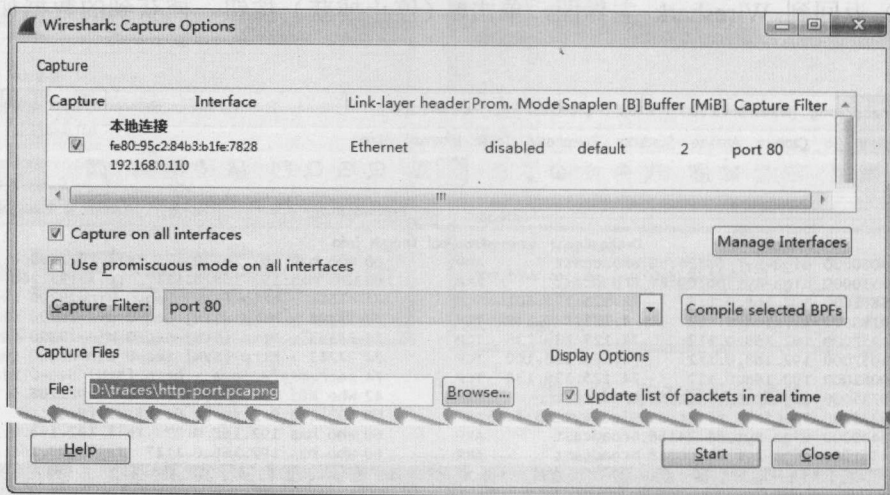 Wireshark: Capture Options
Capture
Capture Interface Link-layer header Prom. Mode Snaplen [B] Buffer [MiB] Capture Filter
本地连接
fe80::95c2:84b3:b1fe:7828 Ethernet disabled default 2 port 80
192.168.0.110
Capture on all interfaces
Manage Interfaces
Use promiscuous mode on all interfaces
Capture Filter: port 80 Compile selected BPFs
Capture Files Display Options
File: D:\traces\http-port.pcapng Browse... Update list of packets in real time
Help Start Close